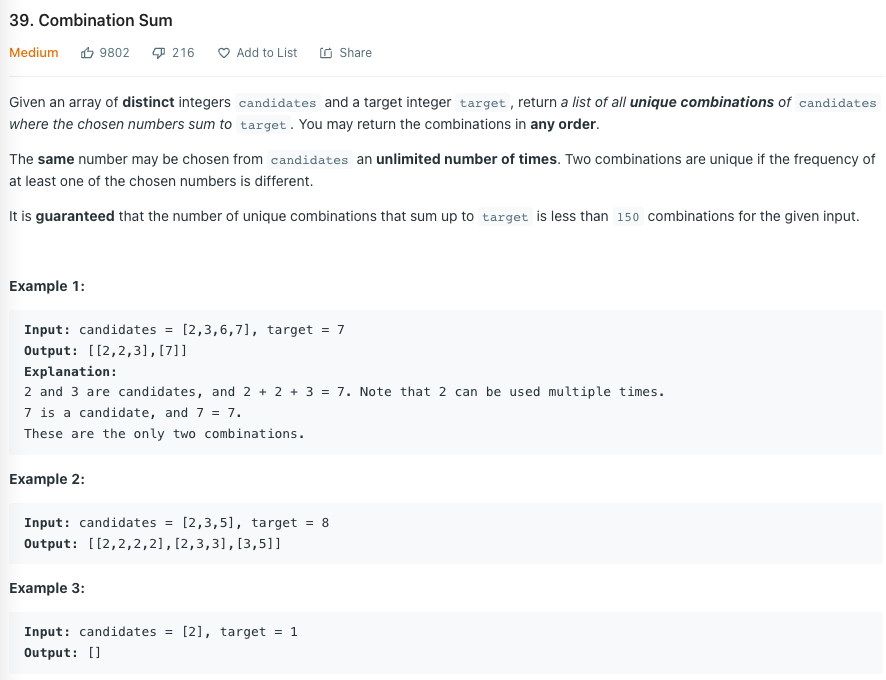 39. Combination Sum
Medium 9802 216 Add to List Share
Given an array of distinct integers candidates and a target integer target , return a list of all unique combinations of candidates
where the chosen numbers sum to target . You may return the combinations in any order.
The same number may be chosen from candidates an unlimited number of times. Two combinations are unique if the frequency of
at least one of the chosen numbers is different.
It is guaranteed that the number of unique combinations that sum up to target is less than 150 combinations for the given input.
Example 1:
Input: candidates = [2,3,6,7], target = 7
Output: [[2,2,3],[7]]
Explanation:
2 and 3 are candidates, and 2 + 2 + 3 = 7. Note that 2 can be used multiple times.
7 is a candidate, and 7 = 7.
These are the only two combinations.
Example 2:
Input: candidates = [2,3,5], target = 8
Output: [[2,2,2,2],[2,3,3],[3,5]]
Example 3:
Input: candidates = [2], target = 1
Output: []